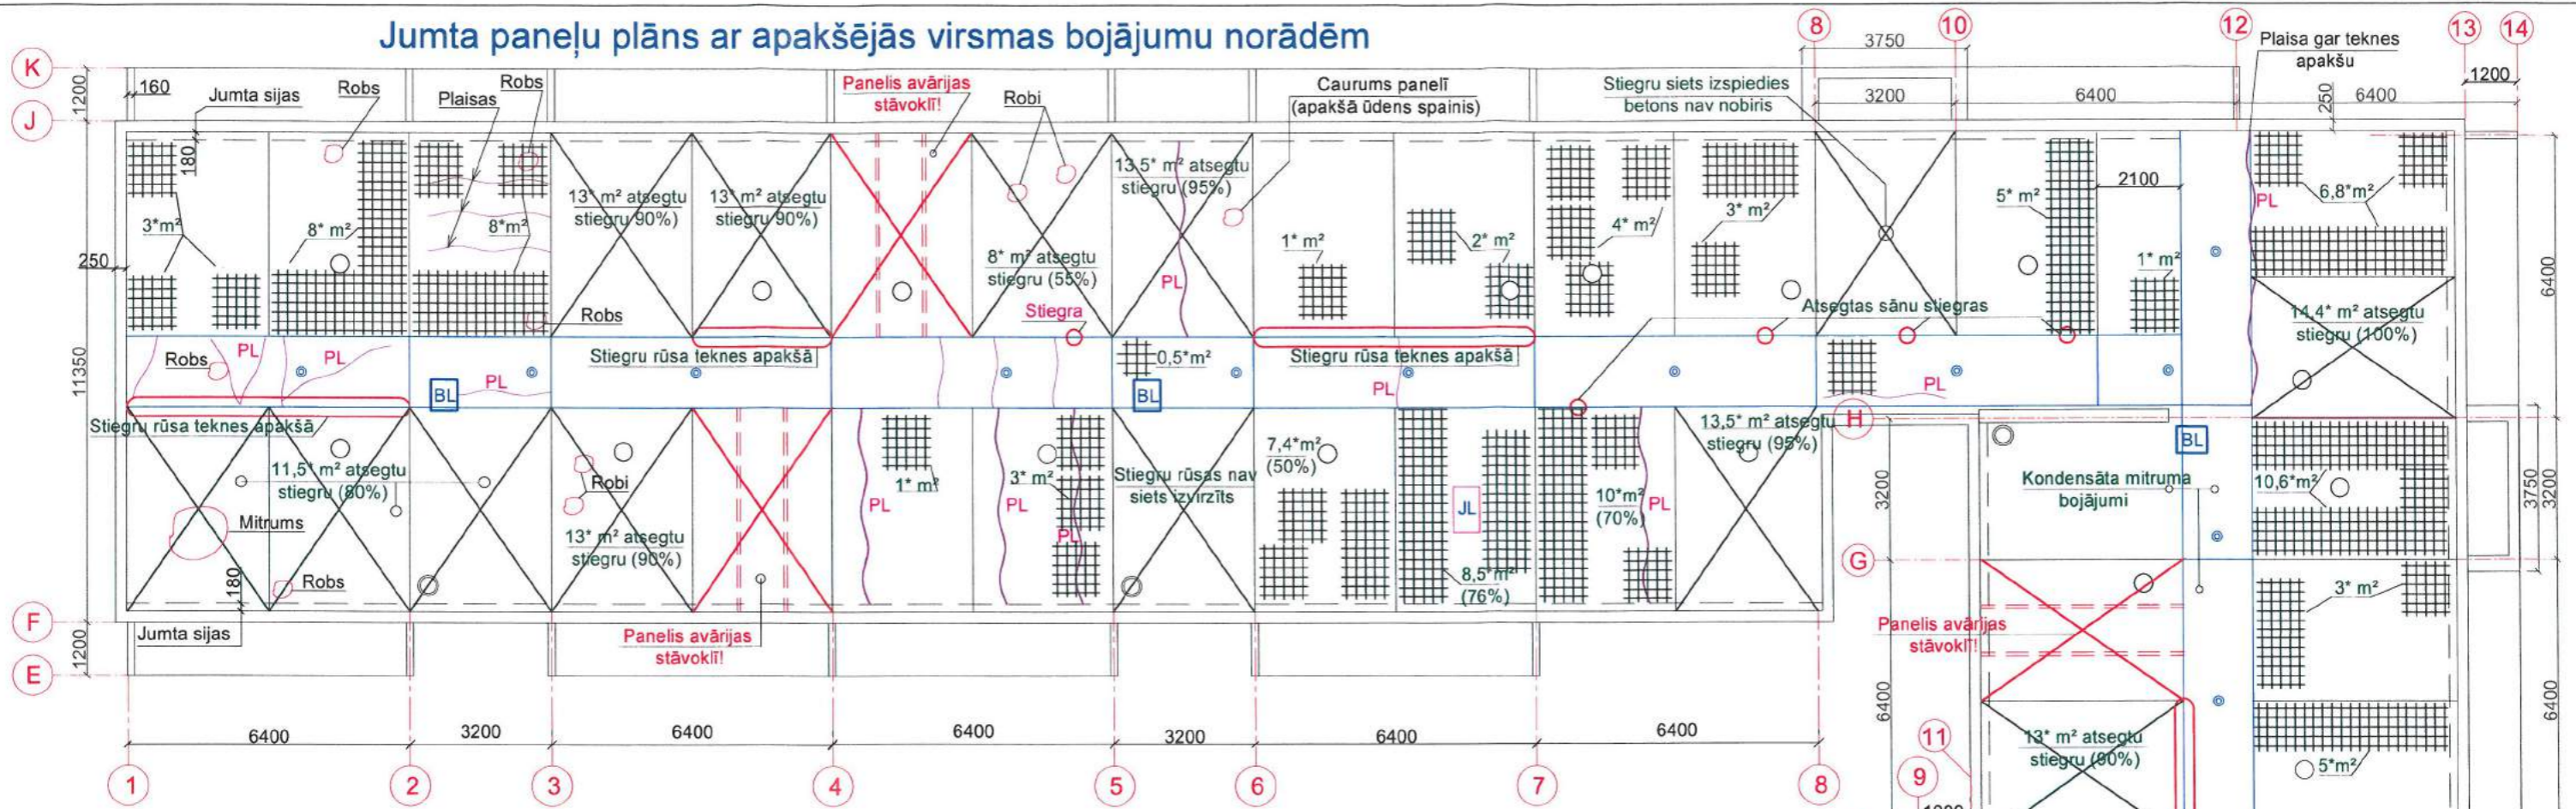 Jumta paneļu plāns ar apakšējās virsmas bojājumu norādēm
8
10
12
13
14
K
J
1200
160
Jumta sijas
Robs
Plaisas
Robs
Panelis avārijas
stāvoklī!
Robi
Caurums panelī
(apakšā ūdens spainis)
Stiegru siets izspiedies
betons nav nobiris
3750
3200
6400
250
6400
Plaisa gar teknes
apakšu
1200
180
3*m²
8* m²
8*m²
13* m² atsegtu
stiegru 90%)
13* m² atsegtu
stiegru 90%)
8* m² atsegtu
stiegru (55%)
13,5* m² atsegtu
stiegru (95%)
PL
1* m²
2* m²
4* m²
3* m²
5* m²
2100
1* m²
PL
6,8*m²
14,4* m² atsegtu
stiegru (100%)
6400
250
11350
Robs
Stiegra
Atsegtas sānu stiegras
Robs
PL
PL
BL
PL
Stiegru rūsa teknes apakšā
0,5*m²
BL
Stiegru rūsa teknes apakšā
PL
PL
Stiegru rūsa teknes apakšā
11,5* m² atsegtu
stiegru (80%)
Mitrums
Robs
180
Robi
13* m² atsegtu
stiegru (90%)
PL
1* m²
PL
3* m²
PL
Stiegru rūsas nav
siets izvirzīts
7,4*m²
(50%)
JL
8,5*m²
(76%)
10*m²
(70%)
PL
13,5* m² atsegtu
stiegru (95%)
H
3200
G
BL
Kondensāta mitruma
bojājumi
10,6*m²
3750
3200
F
E
1200
Jumta sijas
Panelis avārijas
stāvoklī!
Panelis avārijas
stāvoklī!
3* m²
6400
6400
13* m² atsegtu
stiegru (90%)
5*m²
6400
3200
6400
6400
3200
6400
6400
1
2
3
4
5
6
7
8
9
11